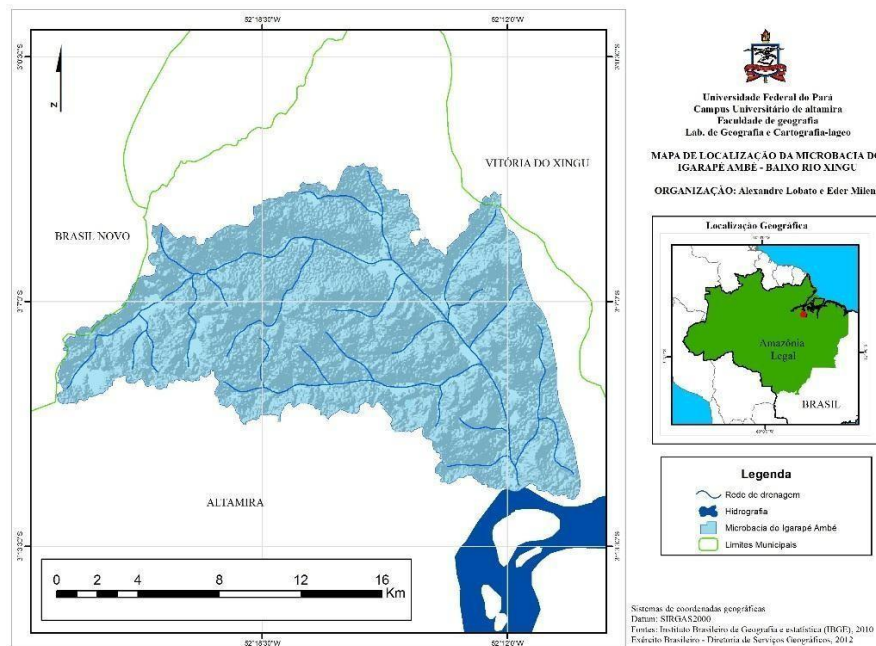 52°18'30"W
52°12'0"W
N
VITÓRIA DO XINGU
BRASIL NOVO
ALTAMIRA
0 2 4 8 12 16
Km
52°18'30"W
52°12'0"W
Universidade Federal do Pará
Campus Universitário de altamira
Faculdade de geografia
Lab. de Geografia e Cartografia-lageo
MAPA DE LOCALIZAÇÃO DA MICROBACIA DO
IGARAPÉ AMBÉ - BAIXO RIO XINGU
ORGANIZAÇÃO: Alexandre Lobato e Eder Milen
Localização Geográfica
Amazônia
Legal
BRASIL
Legenda
Rede de drenagem
Hidrografia
Microbacia do Igarapé Ambé
Limites Municipais
Sistemas de coordenadas geográficas
Datum: SIRGAS2000
Fontes: Instituto Brasileiro de Geografia e estatística (IBGE), 2010
Exército Brasileiro - Diretoria de Serviços Geográficos, 2012